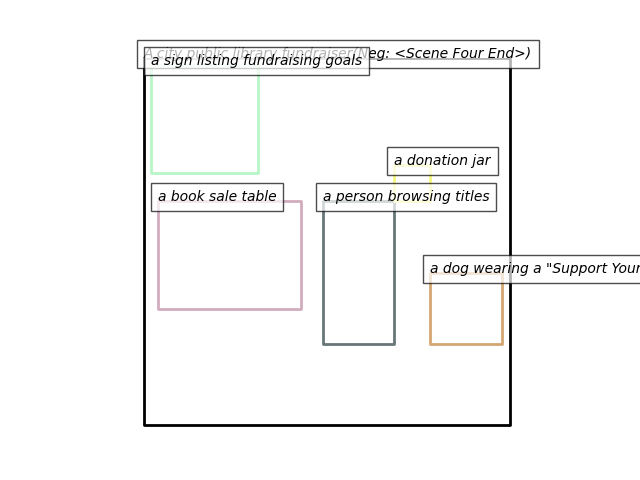 A city public library fundraiser(Neg: <Scene Four End>)
a sign listing fundraising goals
a donation jar
a book sale table
a person browsing titles
a dog wearing a "Support Your